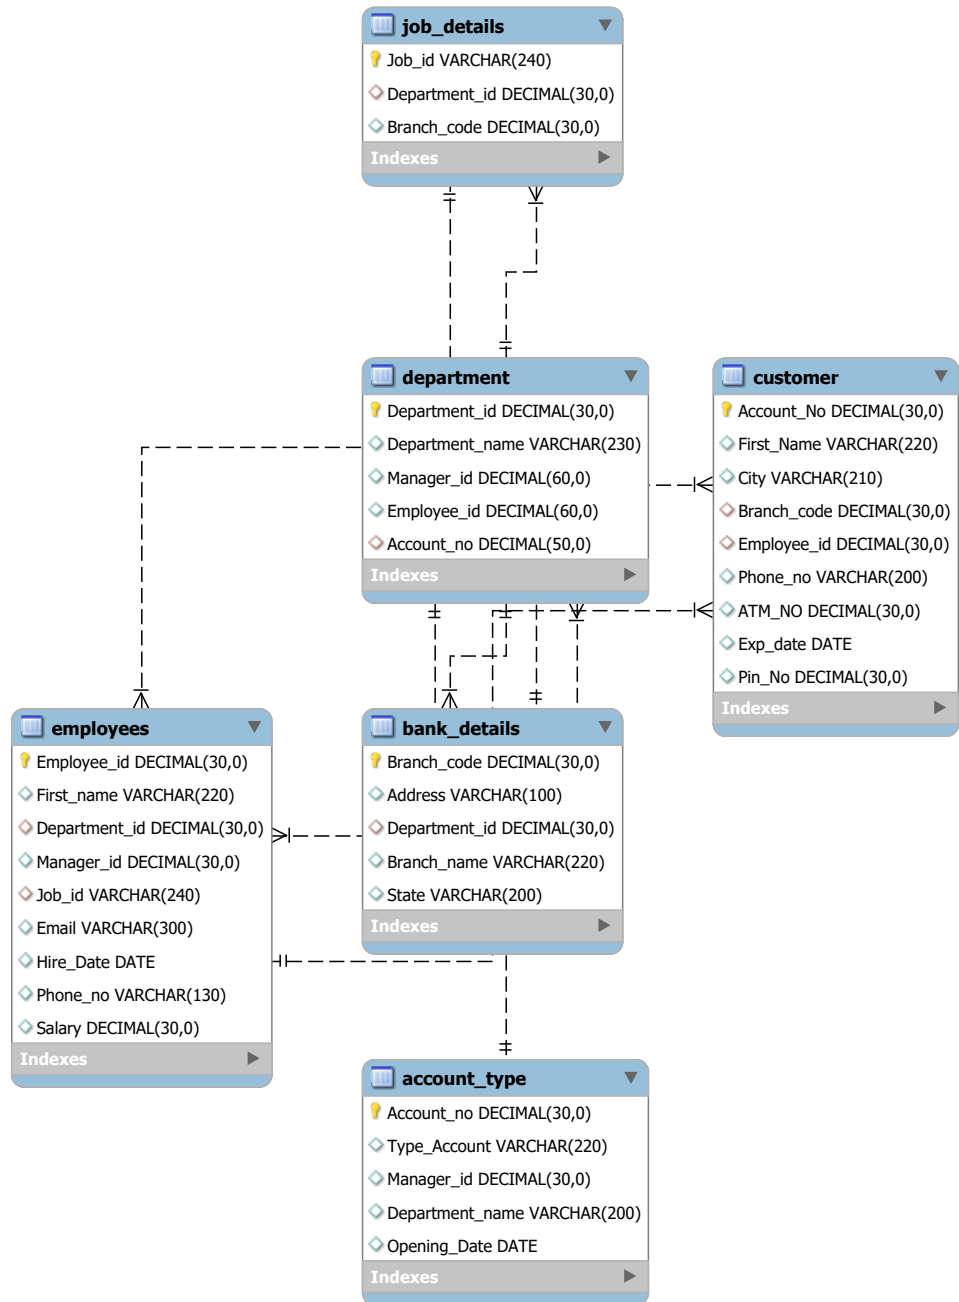 job_details
Job_id VARCHAR(240)
Department_id DECIMAL(30,0)
Branch_code DECIMAL(30,0)
Indexes
department
Department_id DECIMAL(30,0)
Department_name VARCHAR(230)
Manager_id DECIMAL(60,0)
Employee_id DECIMAL(60,0)
Account_no DECIMAL(50,0)
Indexes
customer
Account_No DECIMAL(30,0)
First_Name VARCHAR(220)
City VARCHAR(210)
Branch_code DECIMAL(30,0)
Employee_id DECIMAL(30,0)
Phone_no VARCHAR(200)
ATM_NO DECIMAL(30,0)
Exp_date DATE
Pin_No DECIMAL(30,0)
Indexes
employees
Employee_id DECIMAL(30,0)
First_name VARCHAR(220)
Department_id DECIMAL(30,0)
Manager_id DECIMAL(30,0)
Job_id VARCHAR(240)
Email VARCHAR(300)
Hire_Date DATE
Phone_no VARCHAR(130)
Salary DECIMAL(30,0)
Indexes
bank_details
Branch_code DECIMAL(30,0)
Address VARCHAR(100)
Department_id DECIMAL(30,0)
Branch_name VARCHAR(220)
State VARCHAR(200)
Indexes
account_type
Account_no DECIMAL(30,0)
Type_Account VARCHAR(220)
Manager_id DECIMAL(30,0)
Department_name VARCHAR(200)
Opening_Date DATE
Indexes